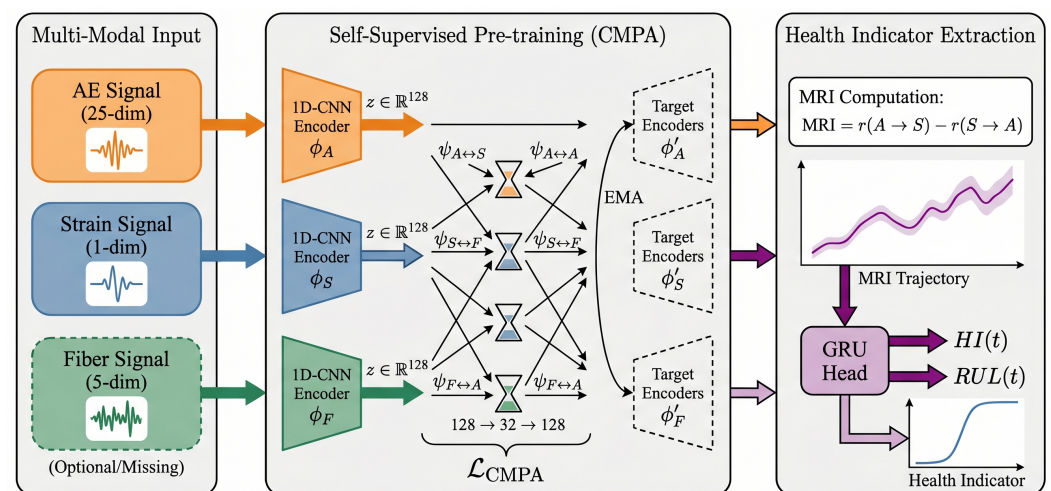 Multi-Modal Input
AE Signal
(25-dim)
Strain Signal
(1-dim)
Fiber Signal
(5-dim)
(Optional/Missing)
Self-Supervised Pre-training (CMPA)
1D-CNN
Encoder
ϕ_A
z ∈ ℝ¹²⁸
1D-CNN
Encoder
ϕ_S
z ∈ ℝ¹²⁸
1D-CNN
Encoder
ϕ_F
z ∈ ℝ¹²⁸
ψ_{A↔S}
ψ_{A↔A}
ψ_{S↔F}
ψ_{S↔F}
ψ_{F↔A}
ψ_{F↔A}
128 → 32 → 128
ℒ_CMPA
EMA
Target
Encoders
ϕ′_A
Target
Encoders
ϕ′_S
Target
Encoders
ϕ′_F
Health Indicator Extraction
MRI Computation:
MRI = r(A → S) − r(S → A)
MRI Trajectory
GRU
Head
HI(t)
RUL(t)
Health Indicator